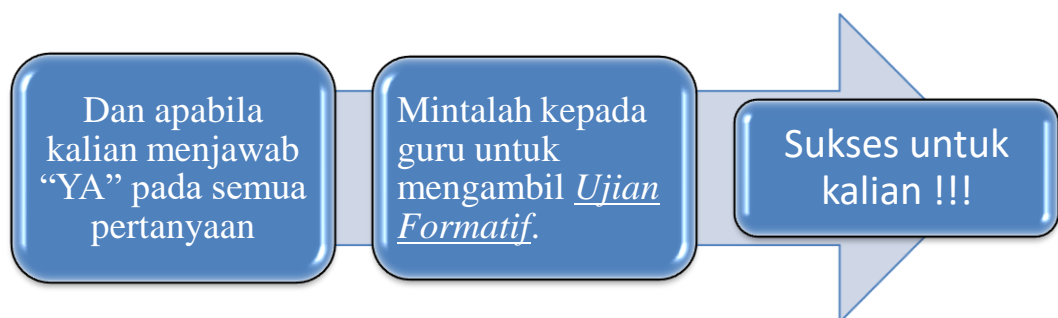 Dan apabila
kalian menjawab
“YA” pada semua
pertanyaan
Mintalah kepada
guru untuk
mengambil Ujian
Formatif.
Sukses untuk
kalian !!!